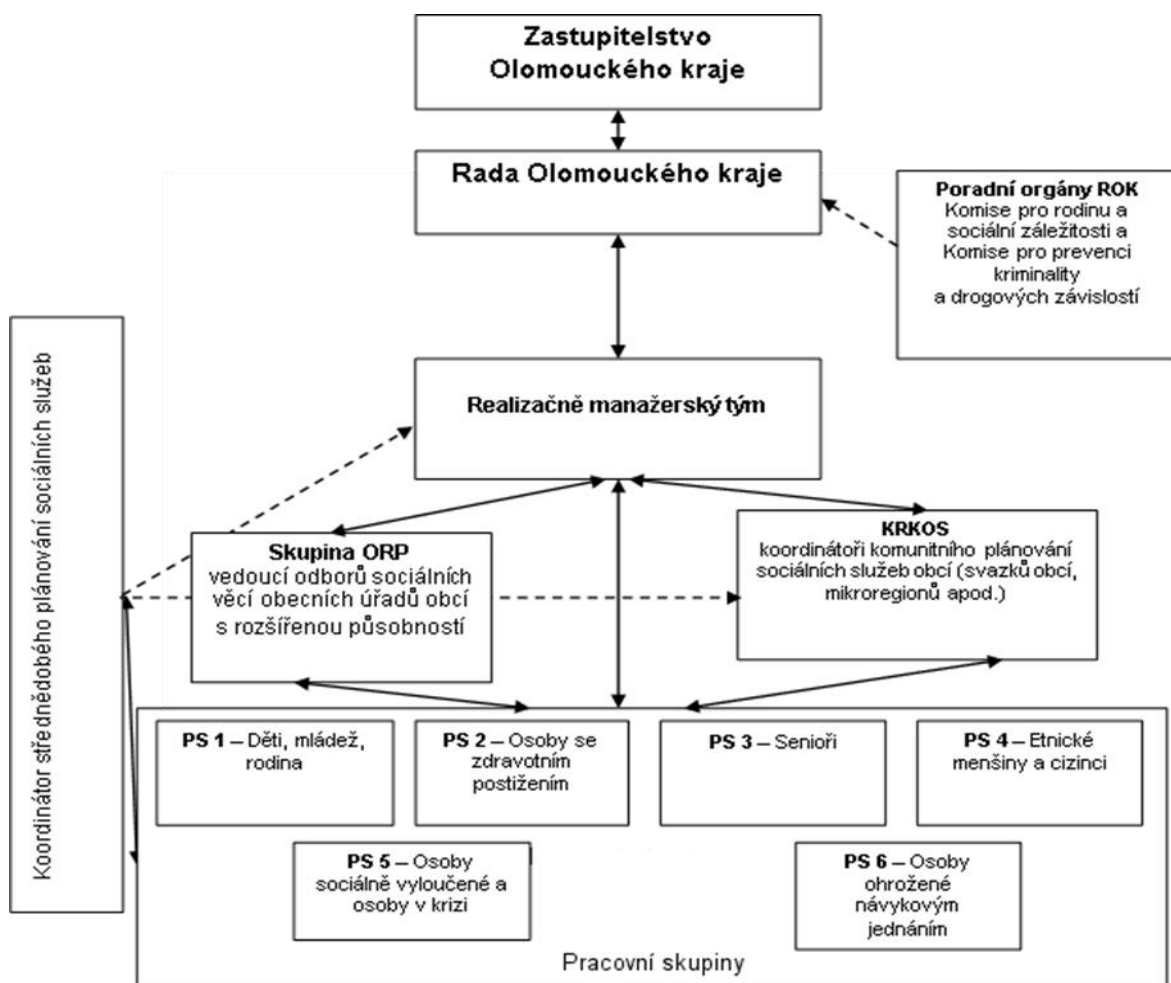 Zastupitelstvo
Olomouckého kraje
Rada Olomouckého kraje
Poradní orgány ROK
Komise pro rodinu a
sociální záležitosti a
Komise pro prevenci
kriminality
a drogových závislostí
Koordinátor střednědobého plánování sociálních služeb
Realizačně manažerský tým
Skupina ORP
vedoucí odborů sociálních
věcí obecních úřadů obcí
s rozšířenou působností
KRKOS
koordinátoři komunitního plánování
sociálních služeb obcí (svazků obcí,
mikroregionů apod.)
PS 1 – Děti, mládež,
rodina
PS 2 – Osoby se
zdravotním
postižením
PS 3 – Senioři
PS 4 – Etnické
menšiny a cizinci
PS 5 – Osoby
sociálně vyloučené a
osoby v krizi
PS 6 – Osoby
ohrožené
návykovým
jednáním
Pracovní skupiny